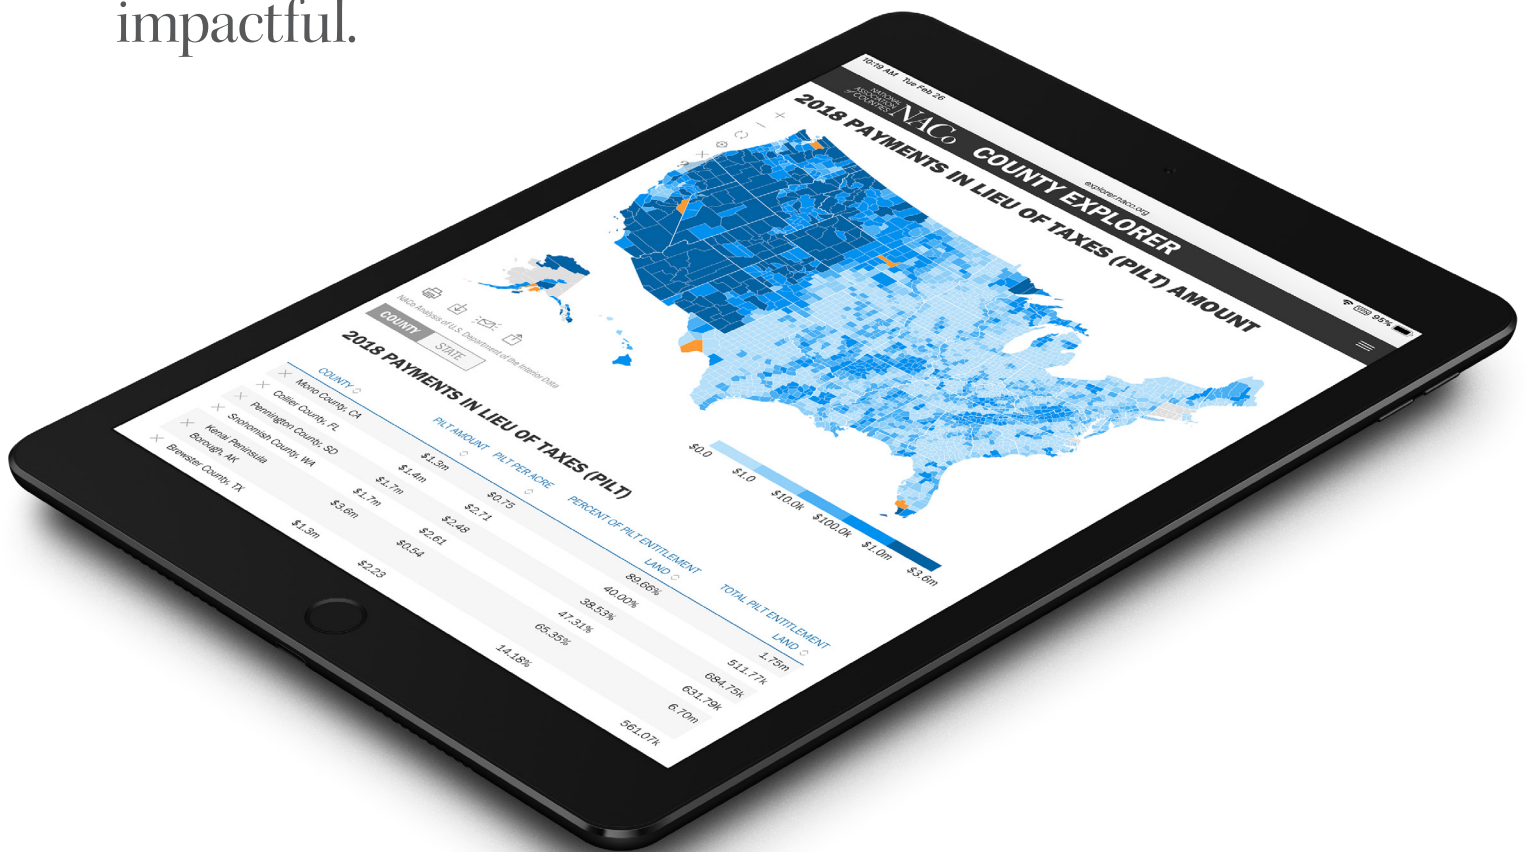 impactful.
10:19 AM Tue Feb 26
explorer.naco.org
95%
NATIONAL
ASSOCIATION
of COUNTIES
NACo
COUNTY EXPLORER
2018 PAYMENTS IN LIEU OF TAXES (PILT) AMOUNT
$0.0
$1.0
$10.0k
$100.0k
$1.0m
$3.6m
NACo Analysis of U.S. Department of the Interior Data
COUNTY STATE
2018 PAYMENTS IN LIEU OF TAXES (PILT)
COUNTY PILT AMOUNT PILT PER ACRE PERCENT OF PILT ENTITLEMENT
LAND TOTAL PILT ENTITLEMENT
LAND
Mono County, CA $1.3m $0.75 89.66% 1.75m
Collier County, FL $1.4m $2.71 40.00% 511.77k
Pennington County, SD $1.7m $2.48 38.53% 684.75k
Snohomish County, WA $1.7m $2.61 47.31% 631.79k
Kenai Peninsula
Borough, AK $3.6m $0.54 65.35% 6.70m
Brewster County, TX $1.3m $2.23 14.18% 561.07k